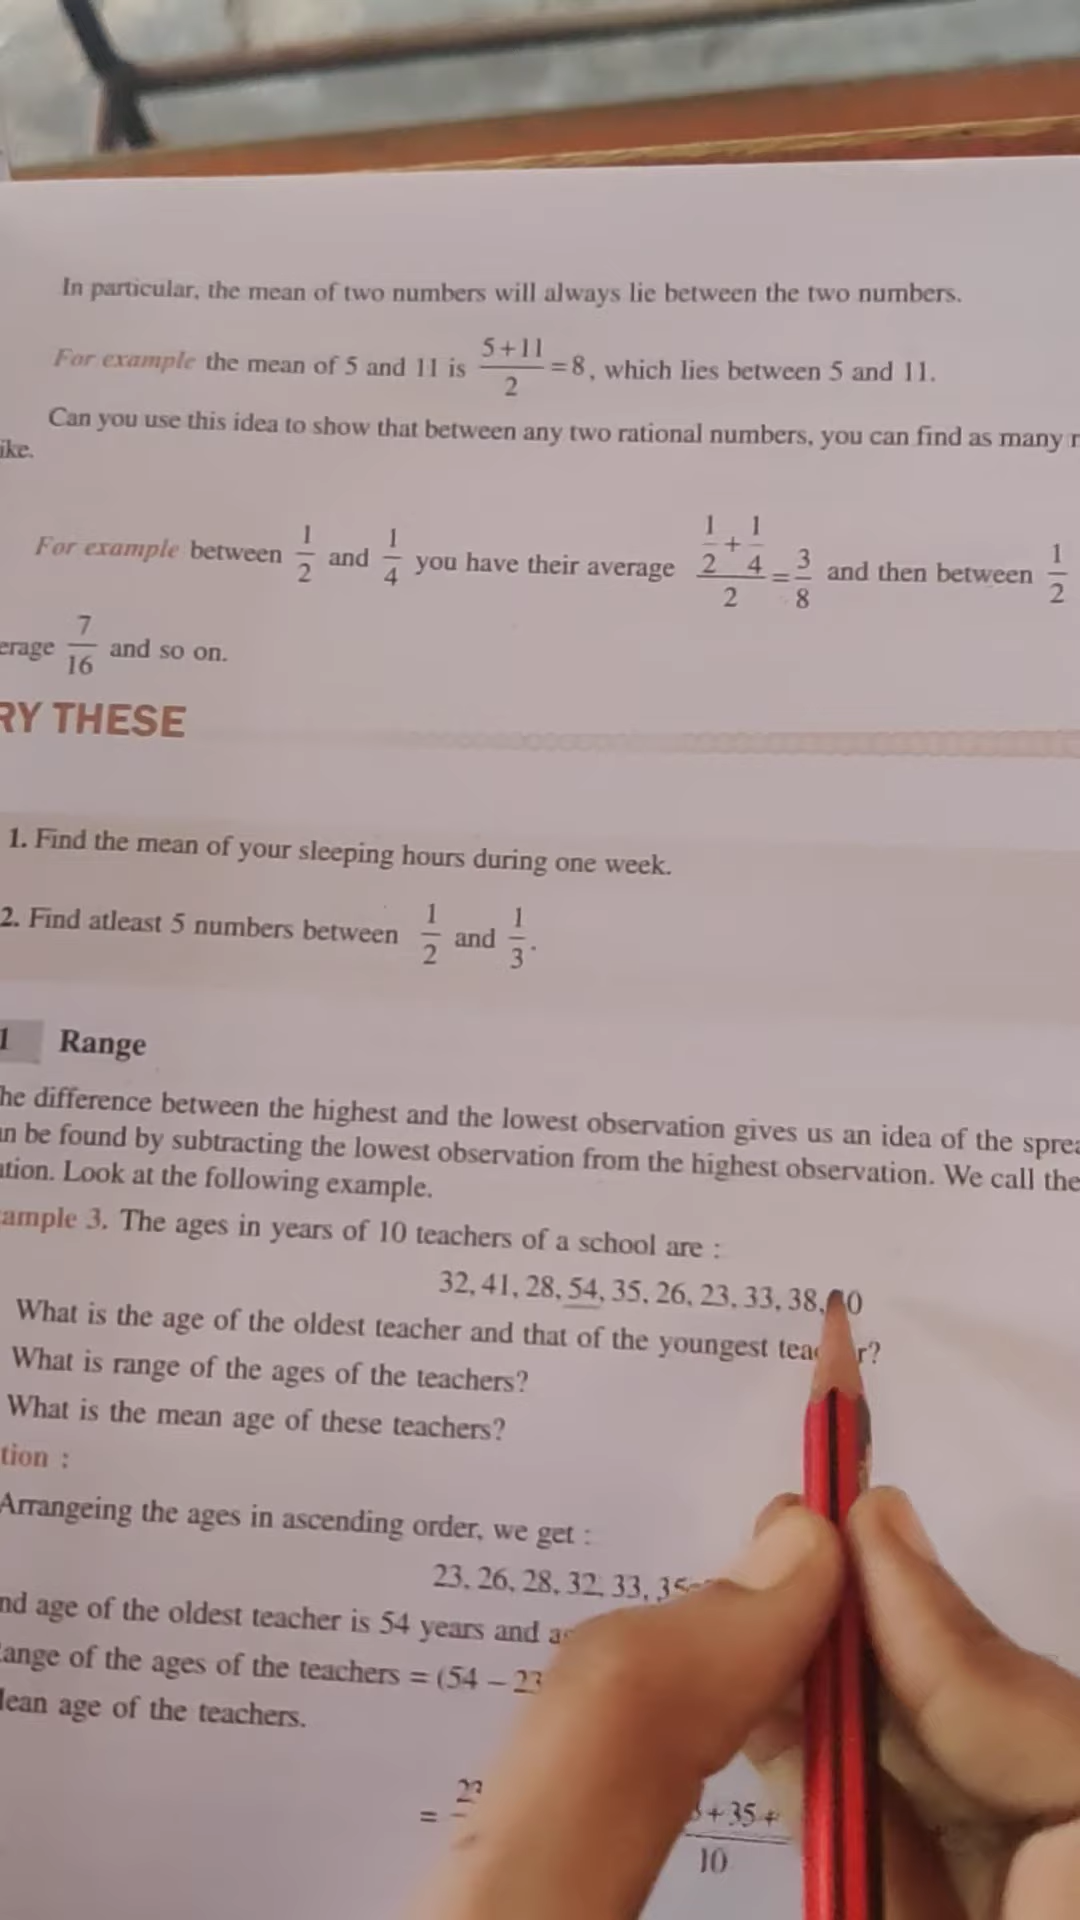 In particular, the mean of two numbers will always lie between the two numbers.
For example the mean of 5 and 11 is (5+11)/2 = 8, which lies between 5 and 11.
Can you use this idea to show that between any two rational numbers, you can find as many
ike.
For example between 1/2 and 1/4 you have their average (1/2 + 1/4)/2 = 3/8 and then between 1/2
erage 7/16 and so on.
RY THESE
1. Find the mean of your sleeping hours during one week.
2. Find atleast 5 numbers between 1/2 and 1/3.
1 Range
he difference between the highest and the lowest observation gives us an idea of the sprea
n be found by subtracting the lowest observation from the highest observation. We call the
ation. Look at the following example.
ample 3. The ages in years of 10 teachers of a school are :
32, 41, 28, 54, 35, 26, 23, 33, 38, 0
What is the age of the oldest teacher and that of the youngest tea r?
What is range of the ages of the teachers?
What is the mean age of these teachers?
tion :
Arrangeing the ages in ascending order, we get :
23, 26, 28, 32, 33, 35
nd age of the oldest teacher is 54 years and
ange of the ages of the teachers = (54 – 23
ean age of the teachers.
= +35+
10